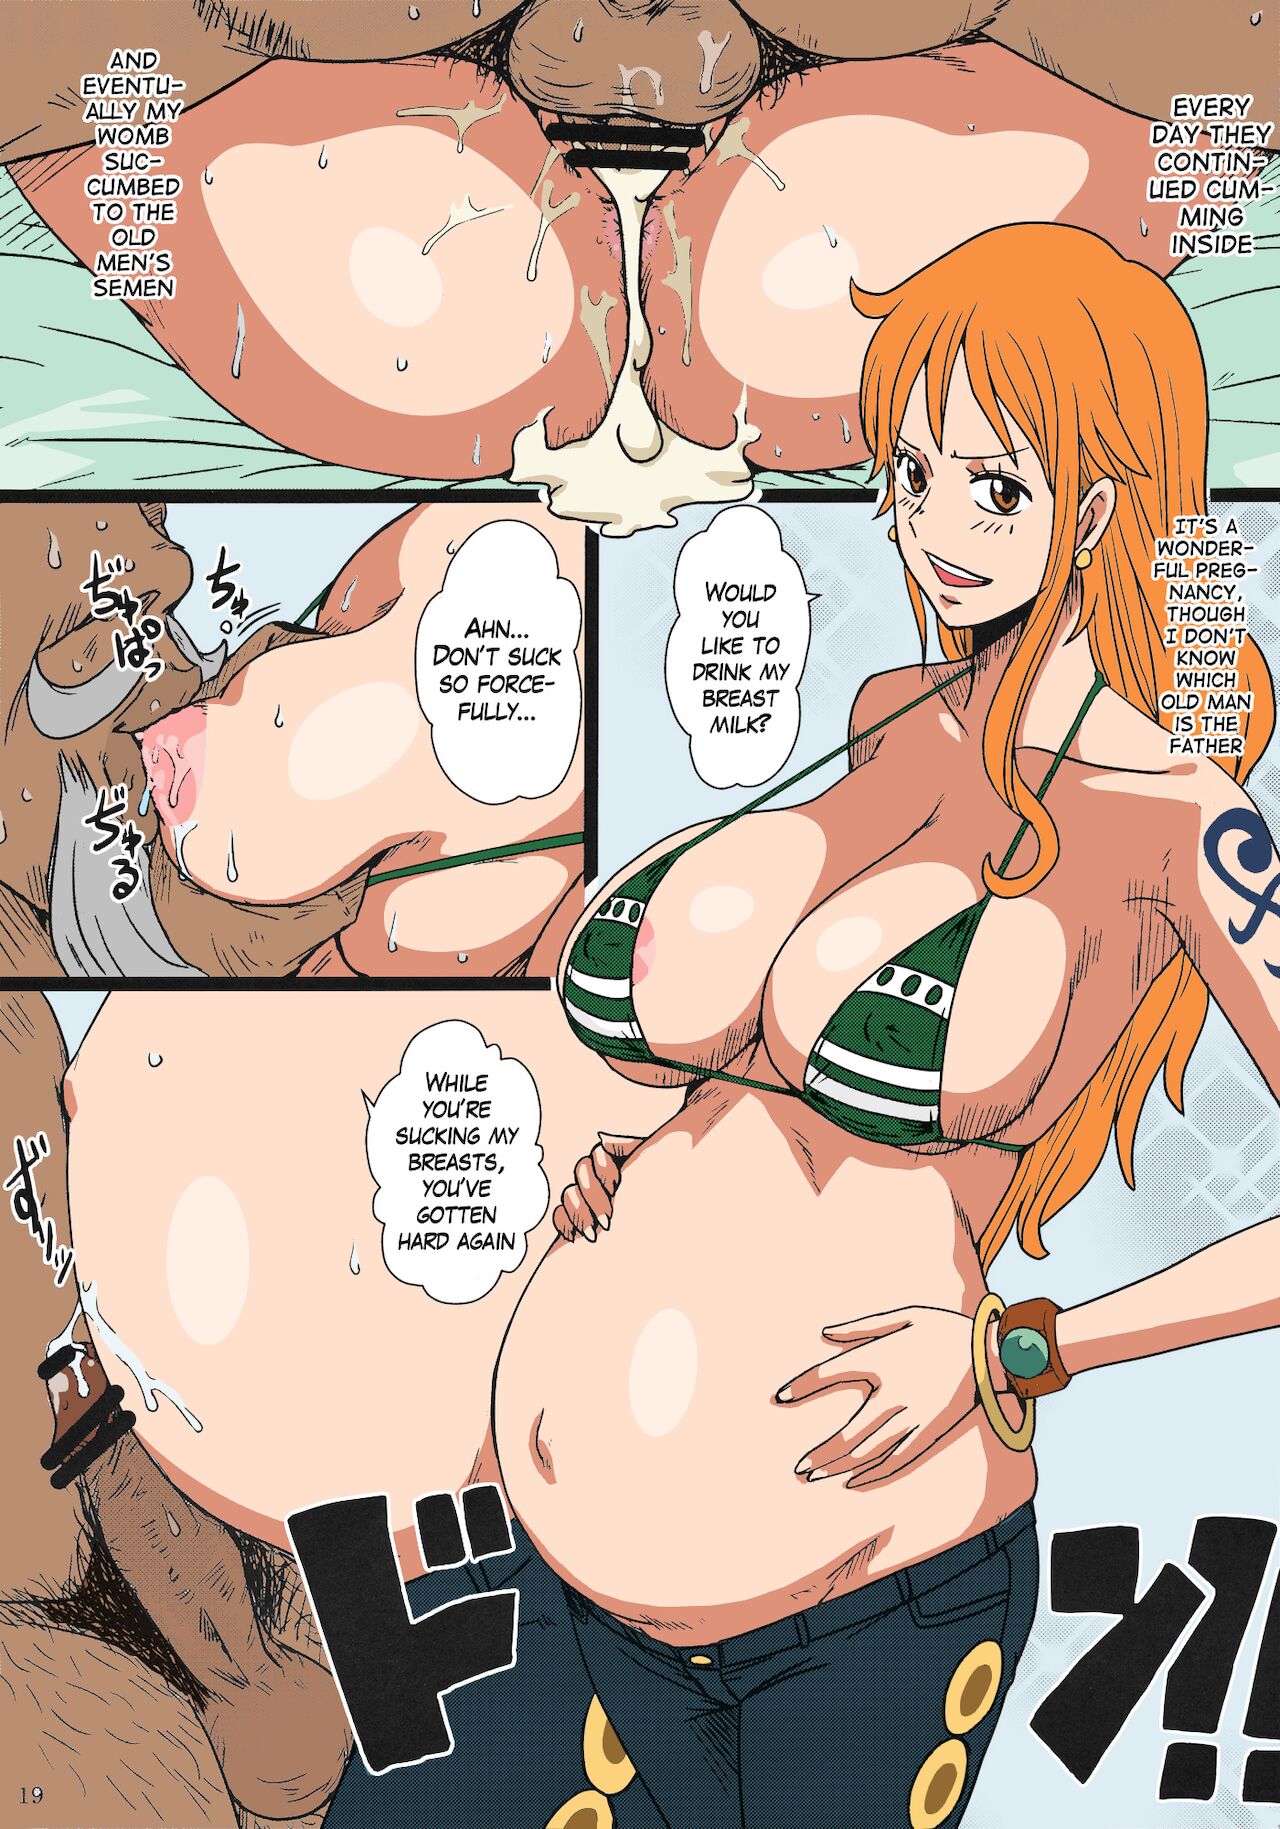 EVERY
DAY THEY
CONTIN-
UED CUM-
MING
INSIDE
AND
EVENTU-
ALLY MY
WOMB
SUC-
CUMBED
TO THE
OLD
MEN'S
SEMEN
IT'S A
WONDER-
FUL PREG-
NANCY,
THOUGH
I DON'T
KNOW
WHICH
OLD MAN
IS THE
FATHER
WOULD
YOU
LIKE TO
DRINK MY
BREAST
MILK?
AHN...
DON'T SUCK
SO FORCE-
FULLY...
ちゅ
ぢゅぱっ
ぢゅる
WHILE
YOU'RE
SUCKING MY
BREASTS,
YOU'VE
GOTTEN
HARD AGAIN
ドン!!
19